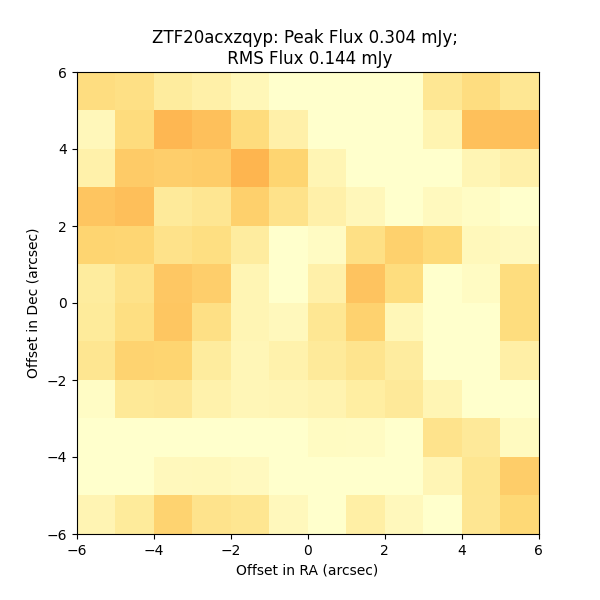 ZTF20acxzqyp: Peak Flux 0.304 mJy;
RMS Flux 0.144 mJy
6
4
2
0
−2
−4
−6
Offset in Dec (arcsec)
−6 −4 −2 0 2 4 6
Offset in RA (arcsec)